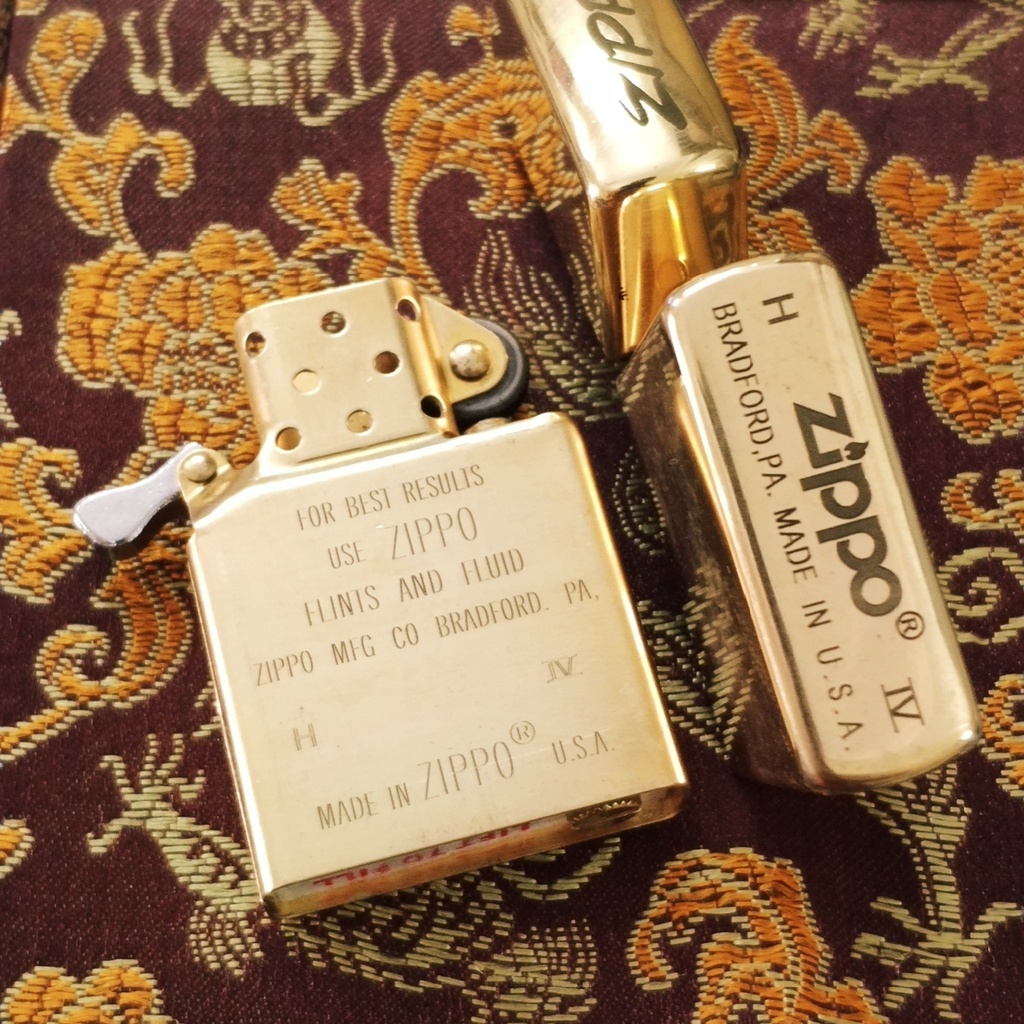 FOR BEST RESULTS
USE ZIPPO
FLINTS AND FLUID
ZIPPO MFG CO BRADFORD. PA,
IV
H
MADE IN ZIPPO® U.S.A.
H
zippo®
IV
BRADFORD,PA. MADE IN U.S.A.